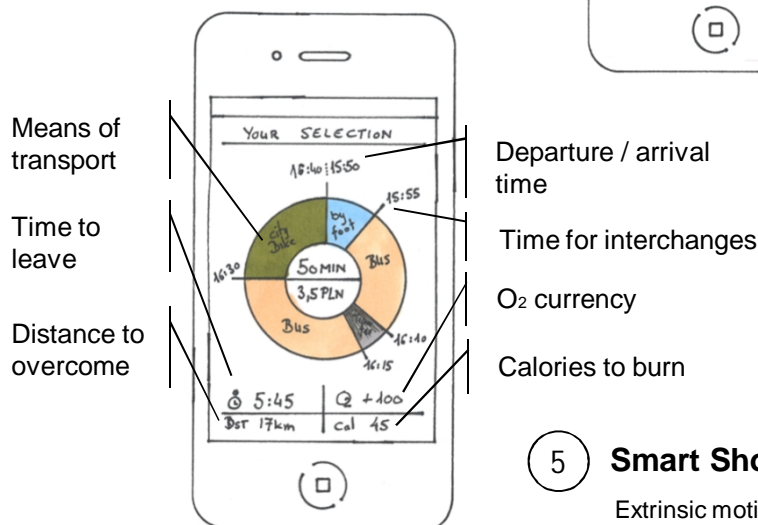 Means of
transport
Time to
leave
Distance to
overcome
YOUR SELECTION
16:40 15:50
15:55
by
foot
City
Bike
Bus
50 MIN
3,5 PLN
16:30
Bus
16:10
16:15
5:45
O2 +100
DST 17km
Cal 45
Departure / arrival
time
Time for interchanges
O2 currency
Calories to burn
5 Smart Sho
Extrinsic moti